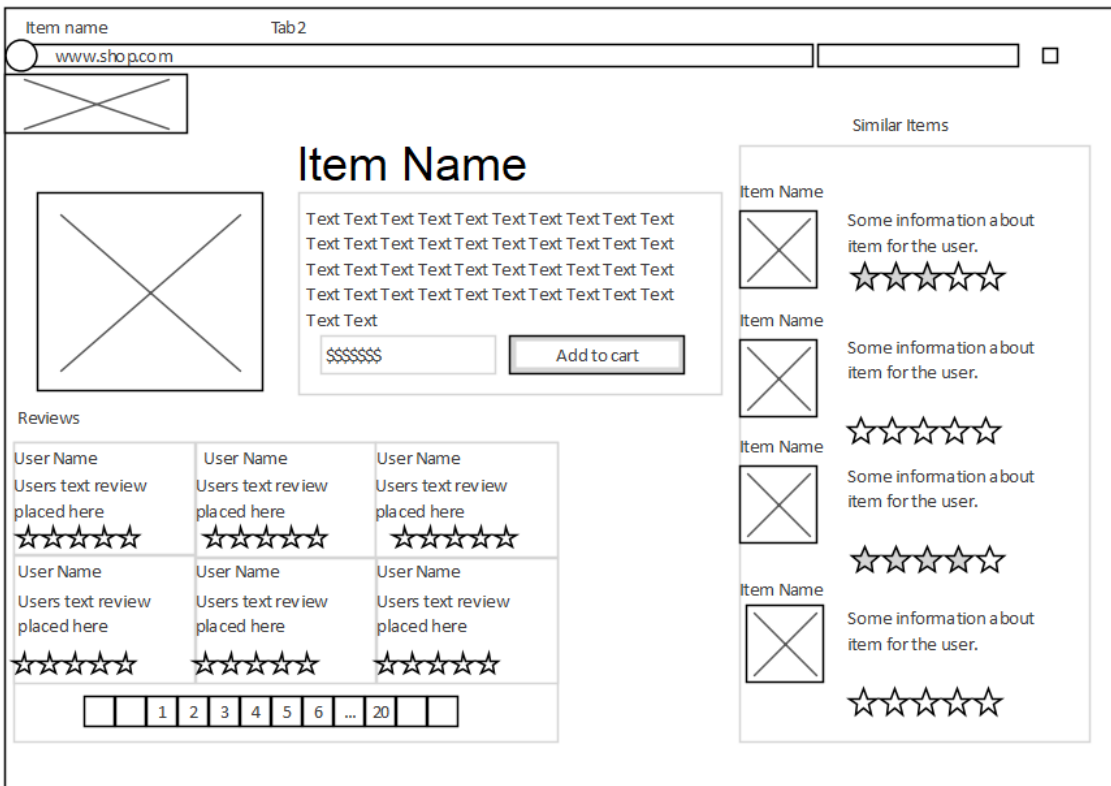 Item name
Tab2
www.shop.com
Similar Items
Item Name
Text Text Text Text Text Text Text Text Text Text
Text Text Text Text Text Text Text Text Text Text
Text Text Text Text Text Text Text Text Text Text
Text Text Text Text Text Text Text Text Text Text
Text Text
$$$$$$$
Add to cart
Item Name
Some information about
item for the user.
Item Name
Some information about
item for the user.
Item Name
Some information about
item for the user.
Item Name
Some information about
item for the user.
Reviews
User Name
Users text review
placed here
User Name
Users text review
placed here
User Name
Users text review
placed here
User Name
Users text review
placed here
User Name
Users text review
placed here
User Name
Users text review
placed here
1 2 3 4 5 6 ... 20